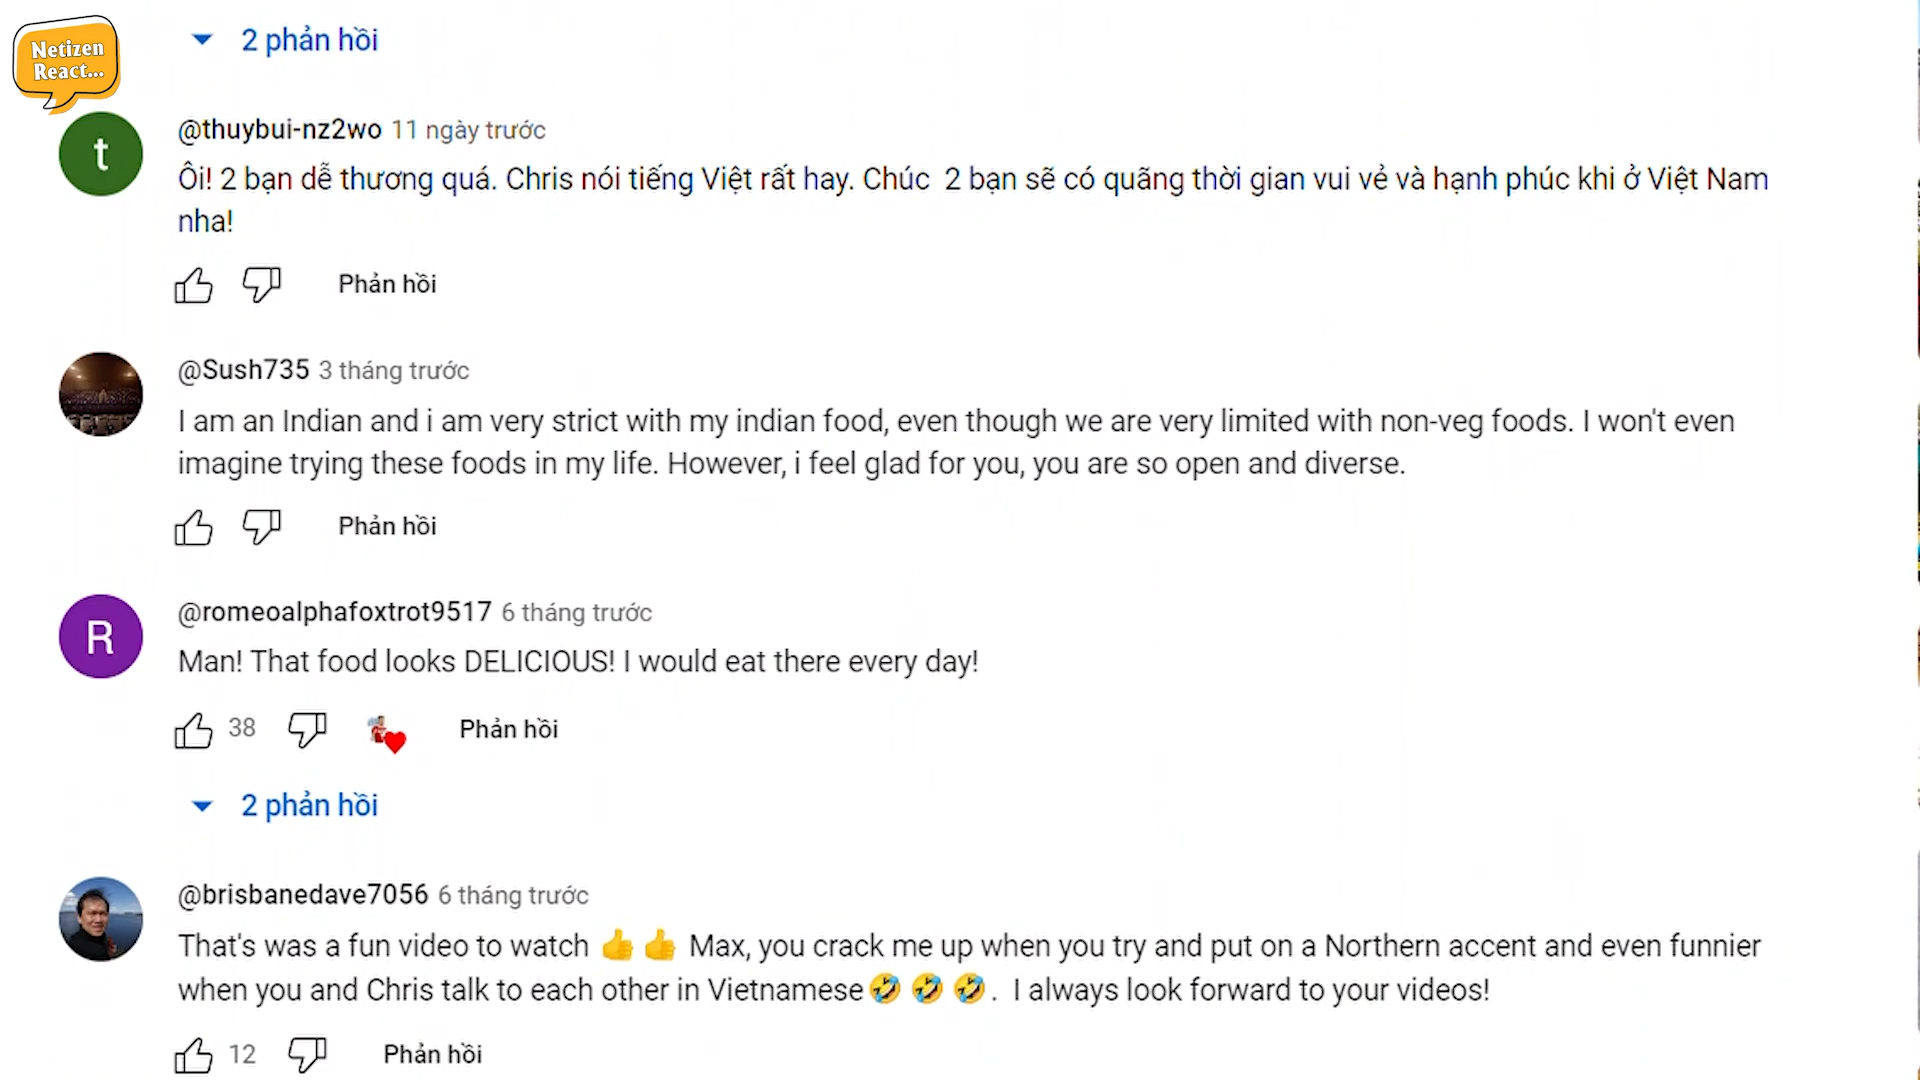 Netizen
React...
2 phản hồi
t
@thuybui-nz2wo 11 ngày trước
Ôi! 2 bạn dễ thương quá. Chris nói tiếng Việt rất hay. Chúc 2 bạn sẽ có quãng thời gian vui vẻ và hạnh phúc khi ở Việt Nam
nha!
Phản hồi
@Sush735 3 tháng trước
I am an Indian and i am very strict with my indian food, even though we are very limited with non-veg foods. I won't even
imagine trying these foods in my life. However, i feel glad for you, you are so open and diverse.
Phản hồi
R
@romeoalphafoxtrot9517 6 tháng trước
Man! That food looks DELICIOUS! I would eat there every day!
38 Phản hồi
2 phản hồi
@brisbanedave7056 6 tháng trước
That's was a fun video to watch 👍 👍 Max, you crack me up when you try and put on a Northern accent and even funnier
when you and Chris talk to each other in Vietnamese🤣 🤣 🤣. I always look forward to your videos!
12 Phản hồi